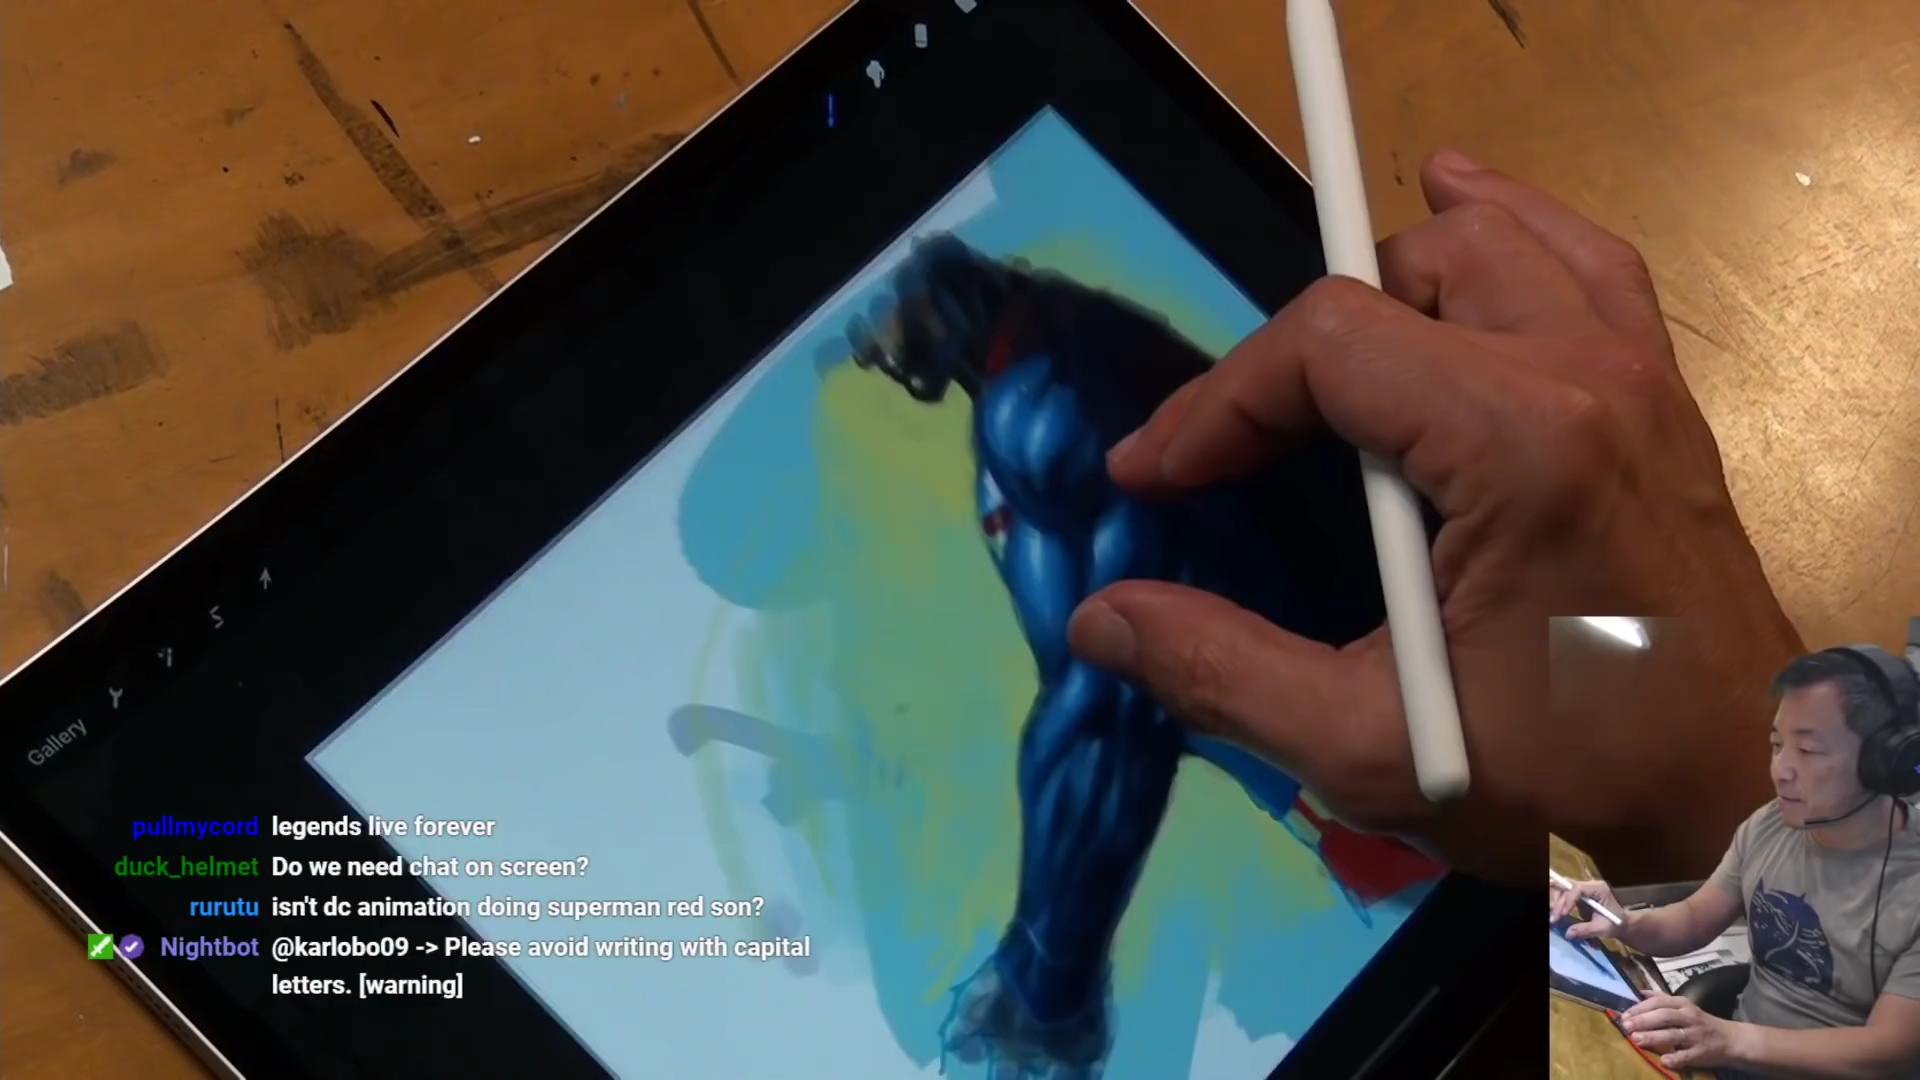 Gallery
pullmycord legends live forever
duck_helmet Do we need chat on screen?
rurutu isn't dc animation doing superman red son?
Nightbot @karlobo09 -> Please avoid writing with capital
letters. [warning]